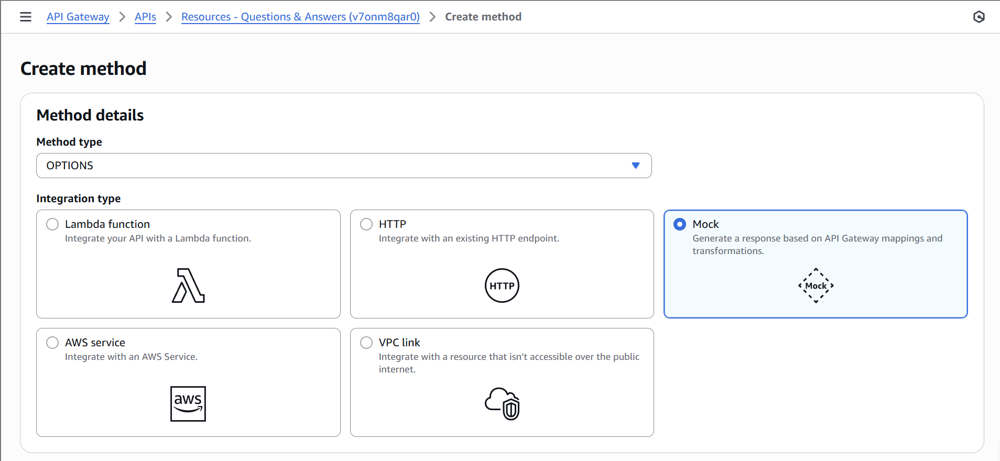 API Gateway > APIs > Resources - Questions & Answers (v7onm8qar0) > Create method
Create method
Method details
Method type
OPTIONS
Integration type
Lambda function
Integrate your API with a Lambda function.
HTTP
Integrate with an existing HTTP endpoint.
HTTP
Mock
Generate a response based on API Gateway mappings and
transformations.
Mock
AWS service
Integrate with an AWS Service.
aws
VPC link
Integrate with a resource that isn't accessible over the public
internet.